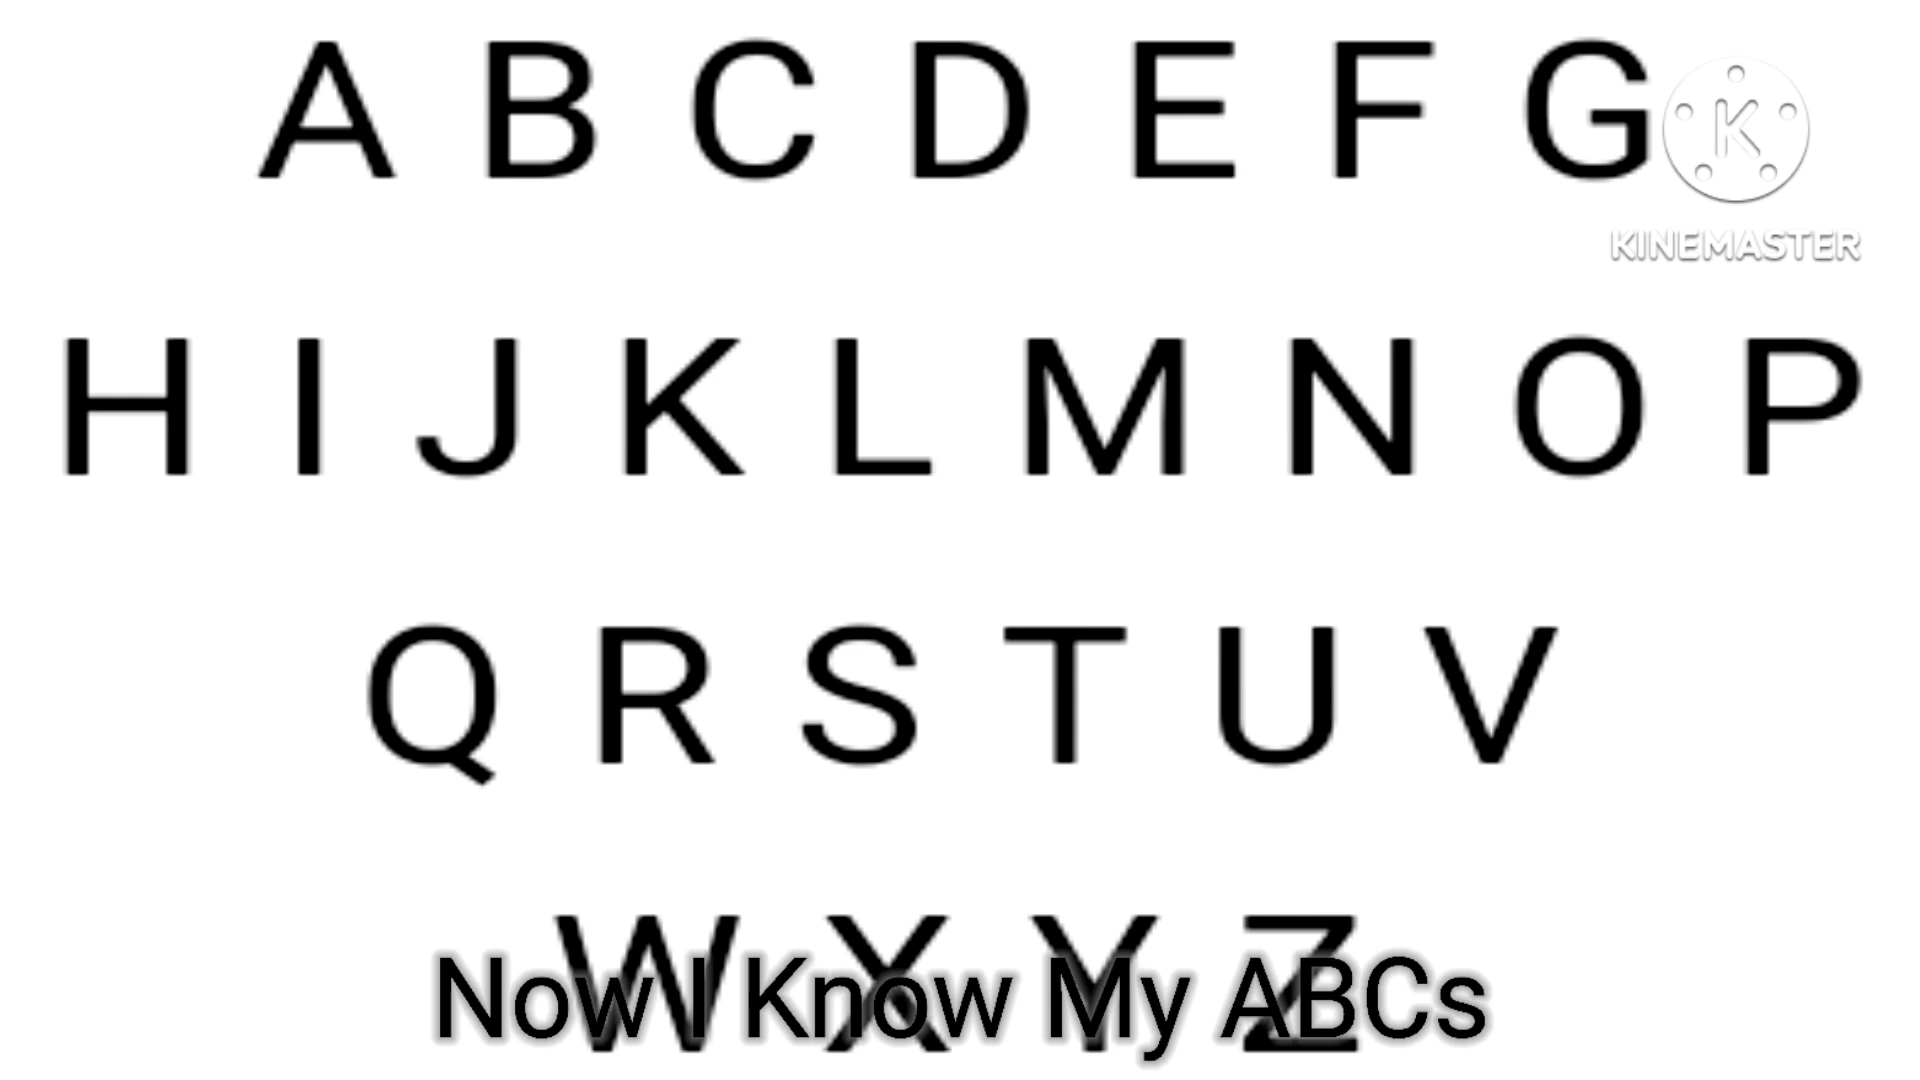 A B C D E F G
K
KINEMASTER
H I J K L M N O P
Q R S T U V
W X Y Z
Now I Know My ABCs